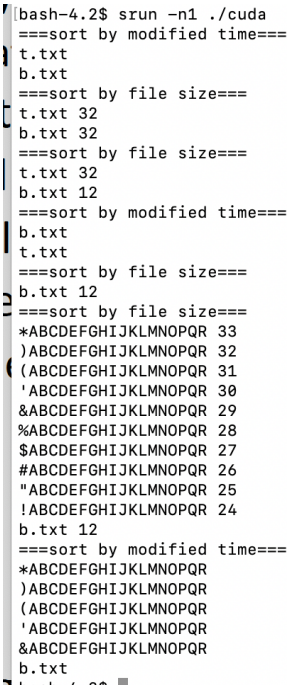 [bash-4.2$ srun -n1 ./cuda
===sort by modified time===
t.txt
b.txt
===sort by file size===
t.txt 32
b.txt 32
===sort by file size===
t.txt 32
b.txt 12
===sort by modified time===
b.txt
t.txt
===sort by file size===
b.txt 12
===sort by file size===
*ABCDEFGHIJKLMNOPQR 33
)ABCDEFGHIJKLMNOPQR 32
(ABCDEFGHIJKLMNOPQR 31
'ABCDEFGHIJKLMNOPQR 30
&ABCDEFGHIJKLMNOPQR 29
%ABCDEFGHIJKLMNOPQR 28
$ABCDEFGHIJKLMNOPQR 27
#ABCDEFGHIJKLMNOPQR 26
"ABCDEFGHIJKLMNOPQR 25
!ABCDEFGHIJKLMNOPQR 24
b.txt 12
===sort by modified time===
*ABCDEFGHIJKLMNOPQR
)ABCDEFGHIJKLMNOPQR
(ABCDEFGHIJKLMNOPQR
'ABCDEFGHIJKLMNOPQR
&ABCDEFGHIJKLMNOPQR
b.txt